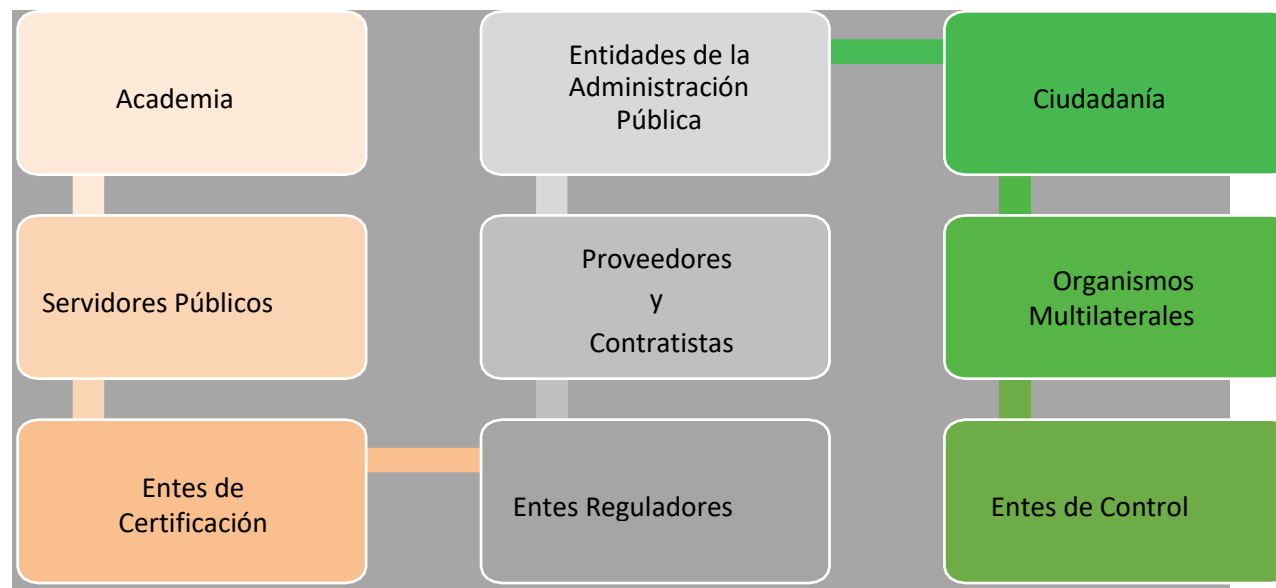 Academia
Servidores Públicos
Entes de
Certificación
Entes Reguladores
Proveedores
y
Contratistas
Entidades de la
Administración
Pública
Ciudadanía
Organismos
Multilaterales
Entes de Control